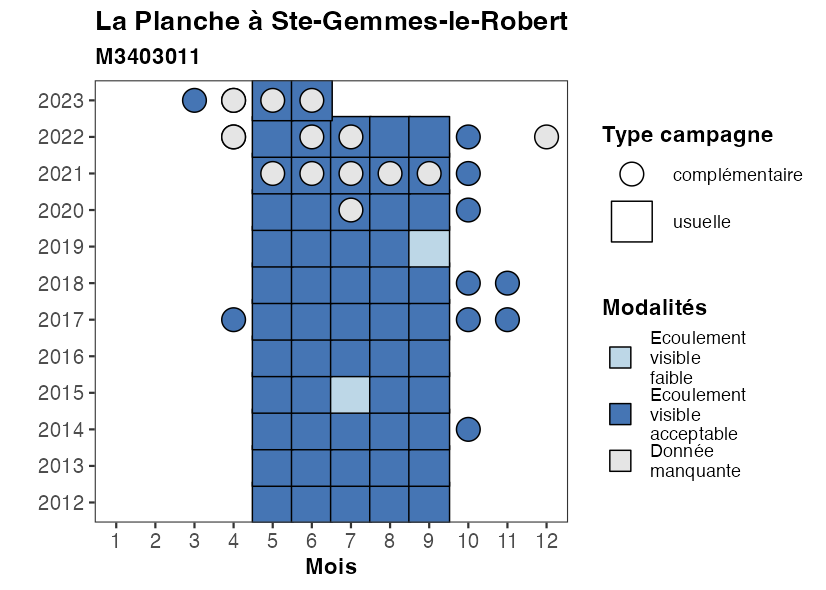 La Planche à Ste-Gemmes-le-Robert
M3403011
2023
2022
2021
2020
2019
2018
2017
2016
2015
2014
2013
2012
1 2 3 4 5 6 7 8 9 10 11 12
Mois
Type campagne
complémentaire
usuelle
Modalités
Ecoulement
visible
faible
Ecoulement
visible
acceptable
Donnée
manquante